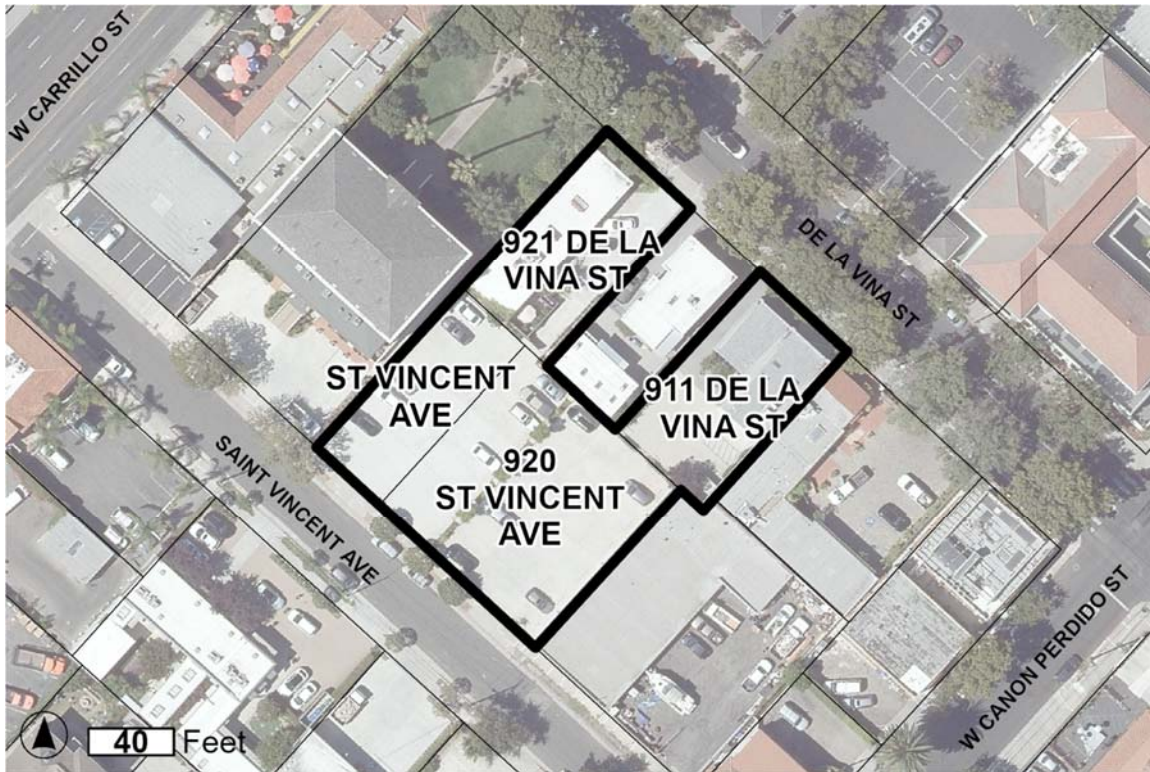 W CARRILLO ST
921 DE LA
VINA ST
DE LA VINA ST
ST VINCENT
AVE
911 DE LA
VINA ST
SAINT VINCENT AVE
920
ST VINCENT
AVE
W CANON PERDIDO ST
40 Feet